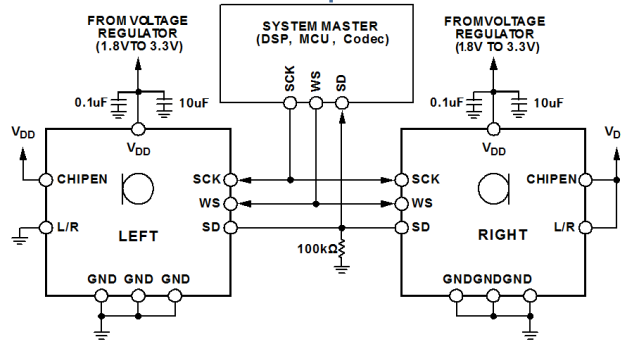 FROM VOLTAGE
REGULATOR
(1.8V TO 3.3V)
SYSTEM MASTER
(DSP, MCU, Codec)
FROMVOLTAGE
REGULATOR
(1.8V TO 3.3V)
SCK
WS
SD
0.1uF
10uF
0.1uF
10uF
VDD
VDD
VDD
VD
CHIPEN
SCK
SCK
CHIPEN
WS
WS
L/R
LEFT
SD
SD
RIGHT
L/R
100kΩ
GND GND GND
GNDGNDGND